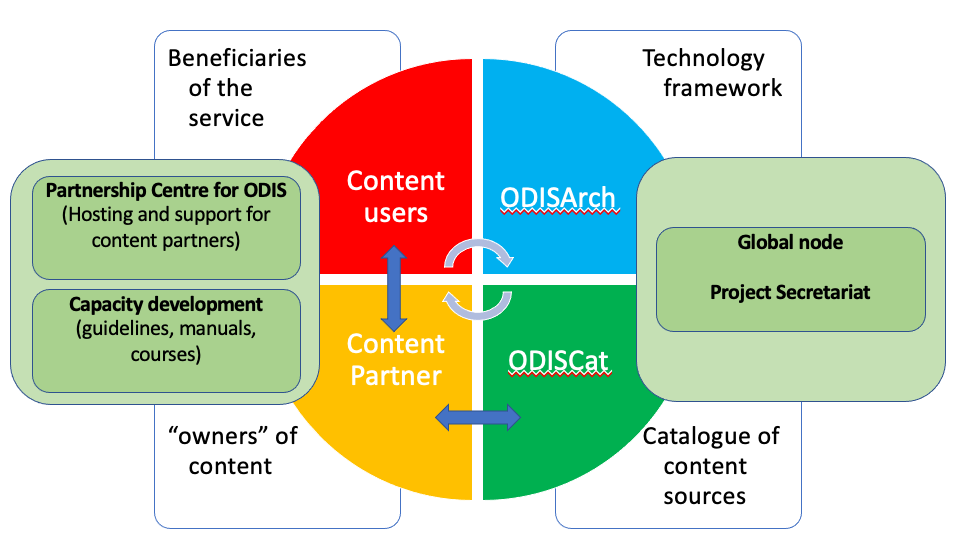 Beneficiaries
of the
service
Technology
framework
Content
users
ODISArch
Partnership Centre for ODIS
(Hosting and support for
content partners)
Capacity development
(guidelines, manuals,
courses)
Global node
Project Secretariat
Content
Partner
ODISCat
“owners” of
content
Catalogue of
content
sources